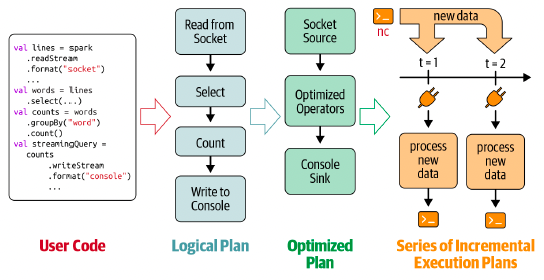 val lines = spark
.readStream
.format("socket")
...
val words = lines
.select(...)
val counts = words
.groupBy("word")
.count()
val streamingQuery =
counts
.writeStream
.format("console")
...
User Code
Read from
Socket
Select
Count
Write to
Console
Logical Plan
Socket
Source
Optimized
Operators
Console
Sink
Optimized
Plan
>_
nc
new data
t = 1
t = 2
process
new
data
process
new
data
>_
>_
Series of Incremental
Execution Plans